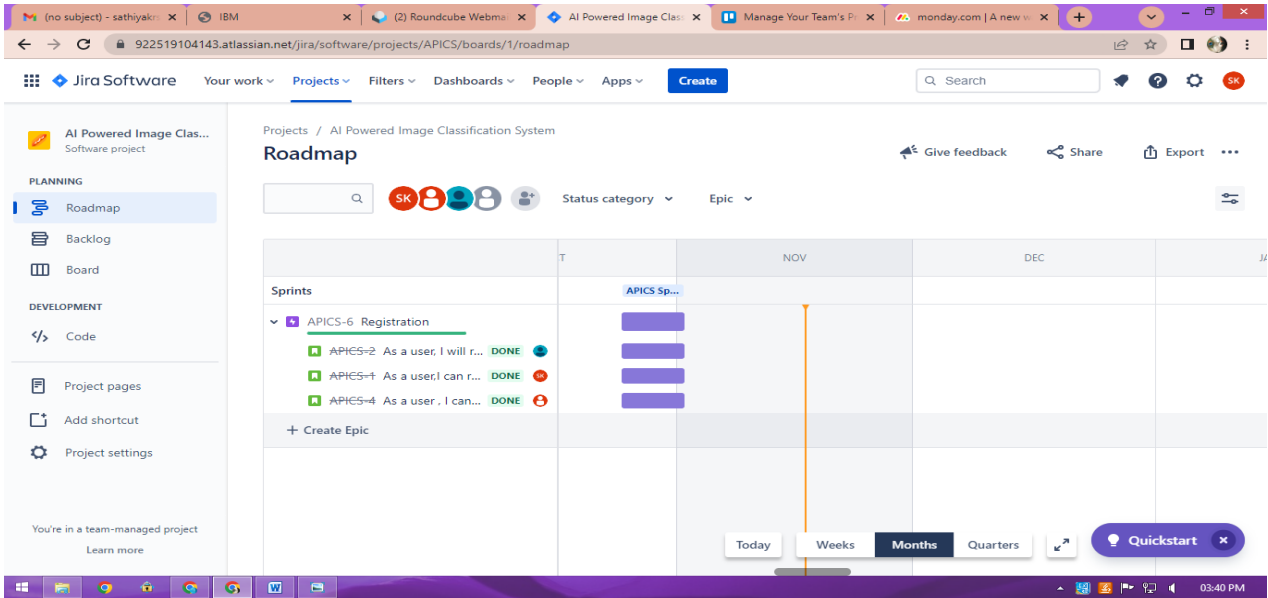 (no subject) - sathiyakrs
IBM
(2) Roundcube Webmai
AI Powered Image Class
Manage Your Team's Pr
monday.com | A new w
922519104143.atlassian.net/jira/software/projects/APICS/boards/1/roadmap
Jira Software Your work Projects Filters Dashboards People Apps Create Search SK
AI Powered Image Clas...
Software project
PLANNING
Roadmap
Backlog
Board
DEVELOPMENT
Code
Project pages
Add shortcut
Project settings
You're in a team-managed project
Learn more
Projects / AI Powered Image Classification System
Roadmap
Give feedback Share Export
SK Status category Epic
T NOV DEC JA
Sprints APICS Sp...
APICS-6 Registration
APICS-2 As a user, I will r... DONE
APICS-1 As a user,I can r... DONE SK
APICS-4 As a user , I can... DONE
+ Create Epic
Today Weeks Months Quarters
Quickstart
03:40 PM